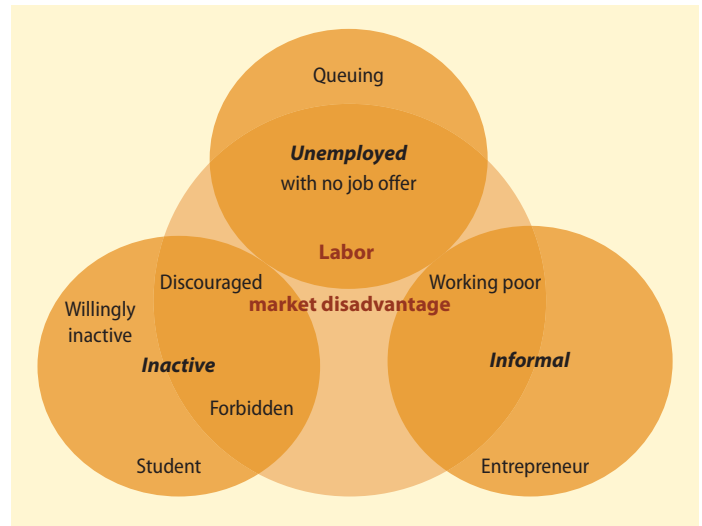 Queuing
Unemployed
with no job offer
Labor
market disadvantage
Discouraged
Working poor
Willingly
inactive
Inactive
Informal
Forbidden
Student
Entrepreneur